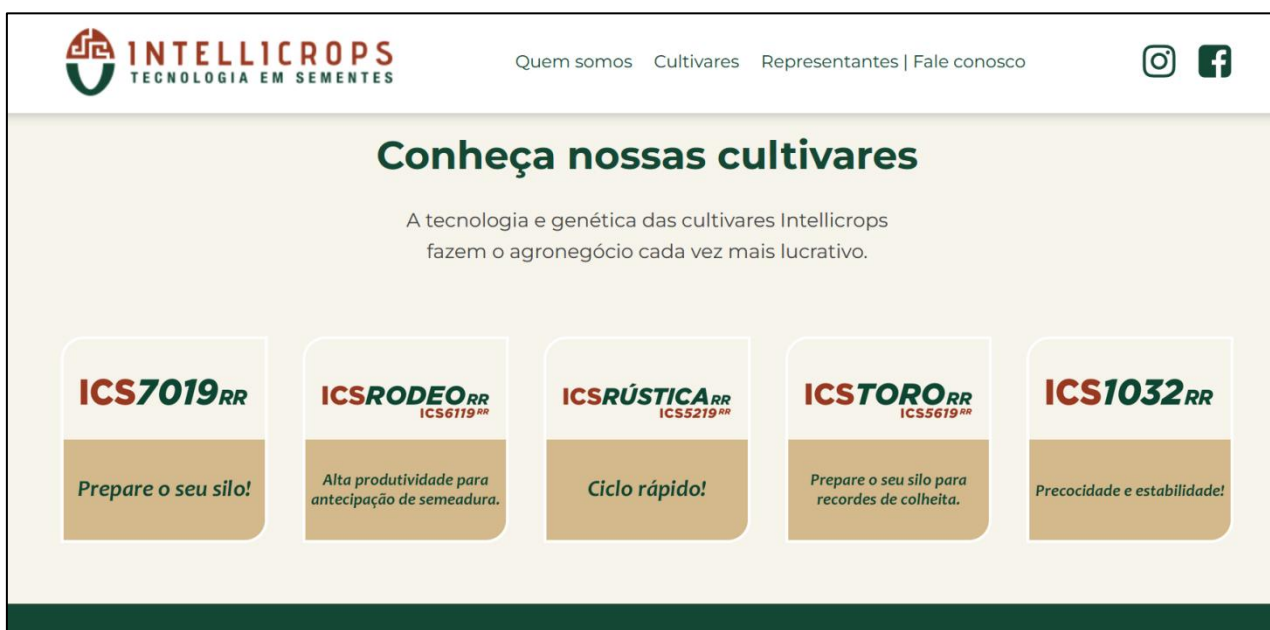 INTELLICROPS
TECNOLOGIA EM SEMENTES
Quem somos Cultivares Representantes | Fale conosco
Conheça nossas cultivares
A tecnologia e genética das cultivares Intellicrops
fazem o agronegócio cada vez mais lucrativo.
ICS7019RR
Prepare o seu silo!
ICSRODEORR
ICS6119RR
Alta produtividade para
antecipação de semeadura.
ICSRÚSTICARR
ICS5219RR
Ciclo rápido!
ICSTORORR
ICS5619RR
Prepare o seu silo para
recordes de colheita.
ICS1032RR
Precocidade e estabilidade!